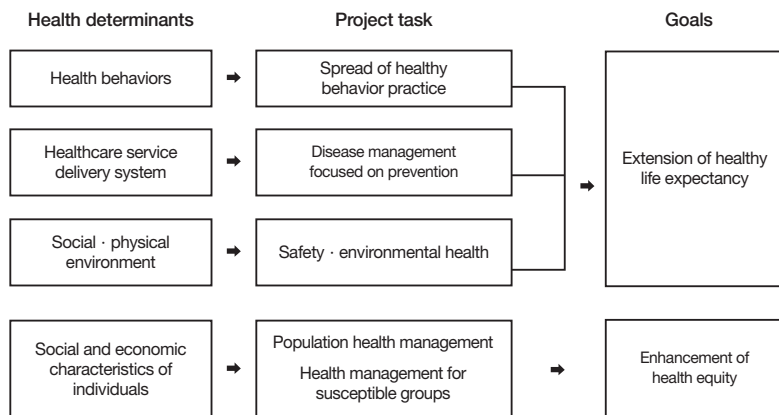 Health determinants
Project task
Goals
Health behaviors
Spread of healthy
behavior practice
Healthcare service
delivery system
Disease management
focused on prevention
Social · physical
environment
Safety · environmental health
Extension of healthy
life expectancy
Social and economic
characteristics of
individuals
Population health management
Health management for
susceptible groups
Enhancement of
health equity